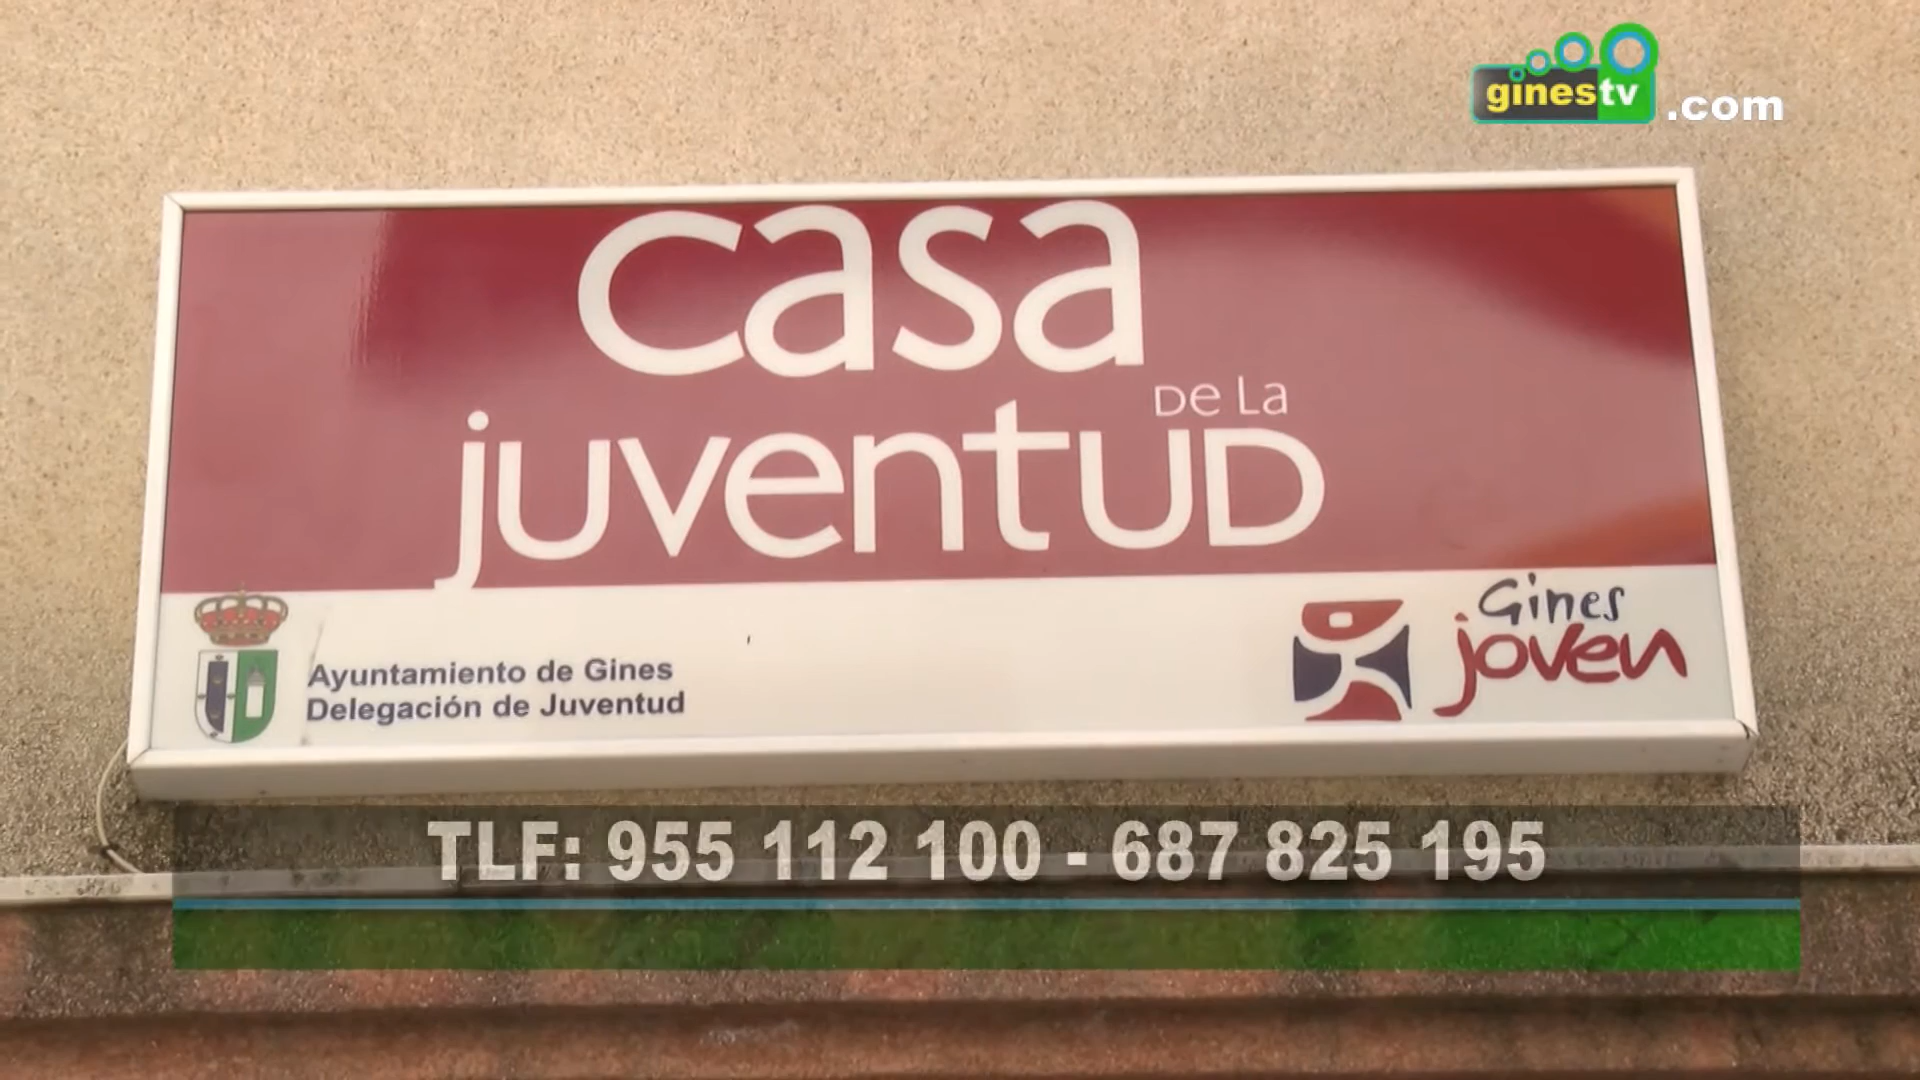 ginestv.com
casa
DE La
juventUD
Ayuntamiento de Gines
Delegación de Juventud
Gines
joven
TLF: 955 112 100 - 687 825 195